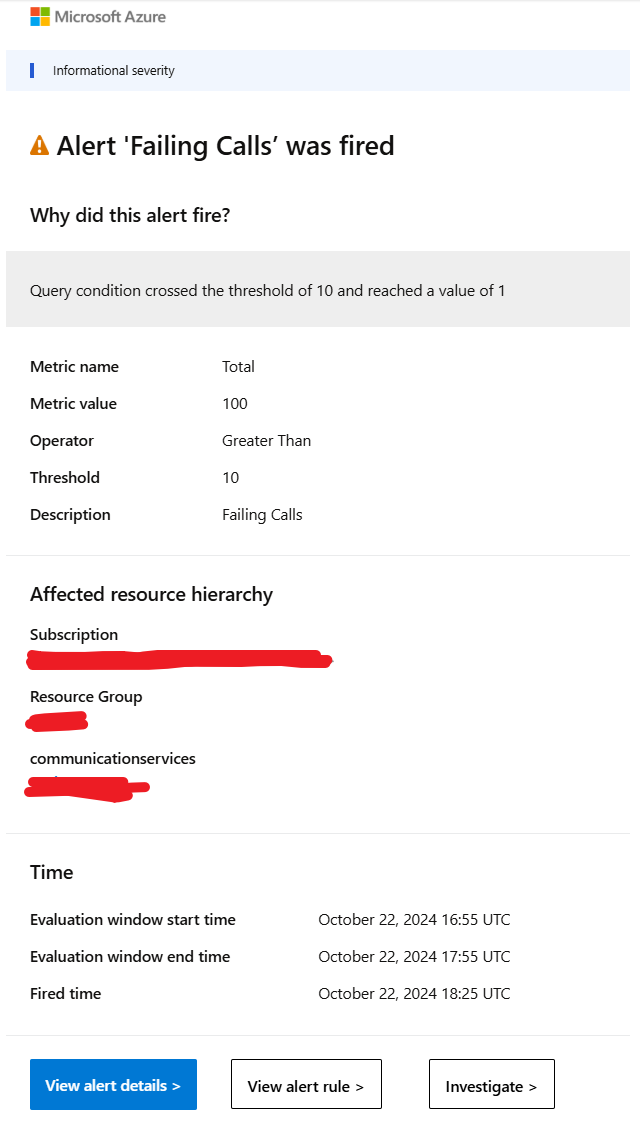 Microsoft Azure
Informational severity
Alert 'Failing Calls’ was fired
Why did this alert fire?
Query condition crossed the threshold of 10 and reached a value of 1
Metric name Total
Metric value 100
Operator Greater Than
Threshold 10
Description Failing Calls
Affected resource hierarchy
Subscription
Resource Group
communicationservices
Time
Evaluation window start time October 22, 2024 16:55 UTC
Evaluation window end time October 22, 2024 17:55 UTC
Fired time October 22, 2024 18:25 UTC
View alert details > View alert rule > Investigate >